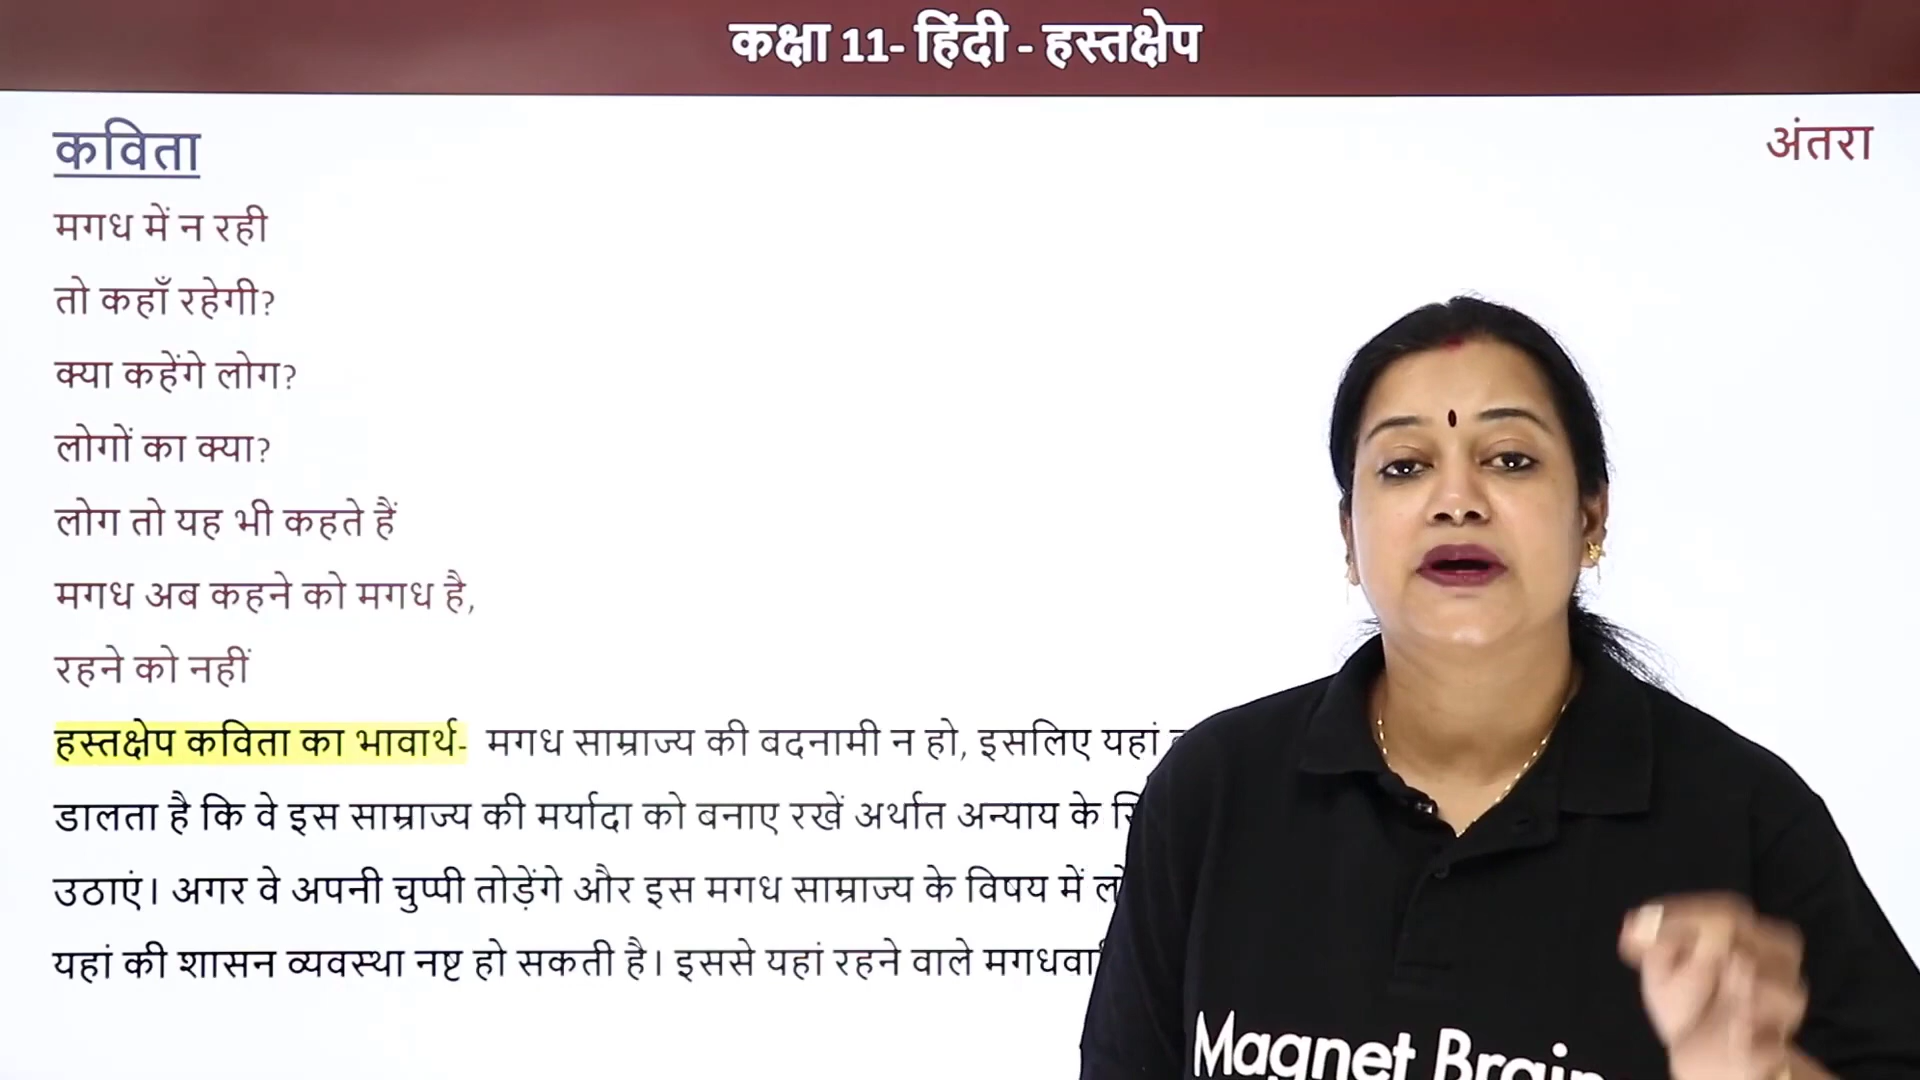 कक्षा 11- हिंदी - हस्तक्षेप
कविता
अंतरा
मगध में न रही
तो कहाँ रहेगी?
क्या कहेंगे लोग?
लोगों का क्या?
लोग तो यह भी कहते हैं
मगध अब कहने को मगध है,
रहने को नहीं
हस्तक्षेप कविता का भावार्थ- मगध साम्राज्य की बदनामी न हो, इसलिए यहां
डालता है कि वे इस साम्राज्य की मर्यादा को बनाए रखें अर्थात अन्याय के
उठाएं। अगर वे अपनी चुप्पी तोड़ेंगे और इस मगध साम्राज्य के विषय में
यहां की शासन व्यवस्था नष्ट हो सकती है। इससे यहां रहने वाले
Magnet Brain